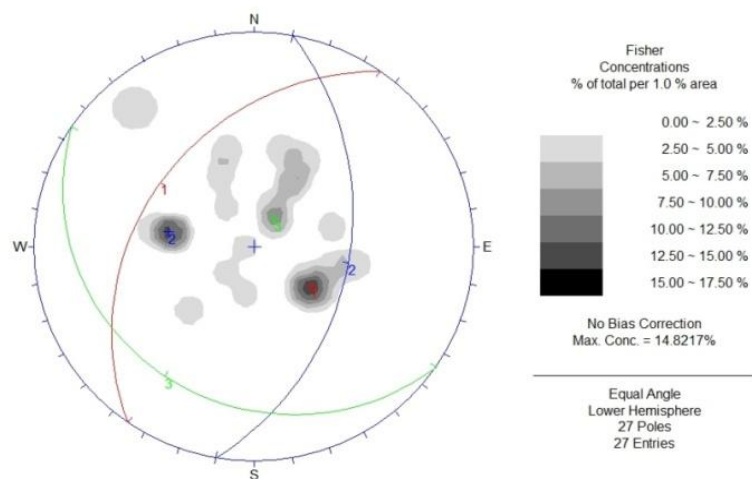 N
W
E
S
1
2
2
3
3
Fisher
Concentrations
% of total per 1.0 % area
0.00 ~ 2.50 %
2.50 ~ 5.00 %
5.00 ~ 7.50 %
7.50 ~ 10.00 %
10.00 ~ 12.50 %
12.50 ~ 15.00 %
15.00 ~ 17.50 %
No Bias Correction
Max. Conc. = 14.8217%
Equal Angle
Lower Hemisphere
27 Poles
27 Entries